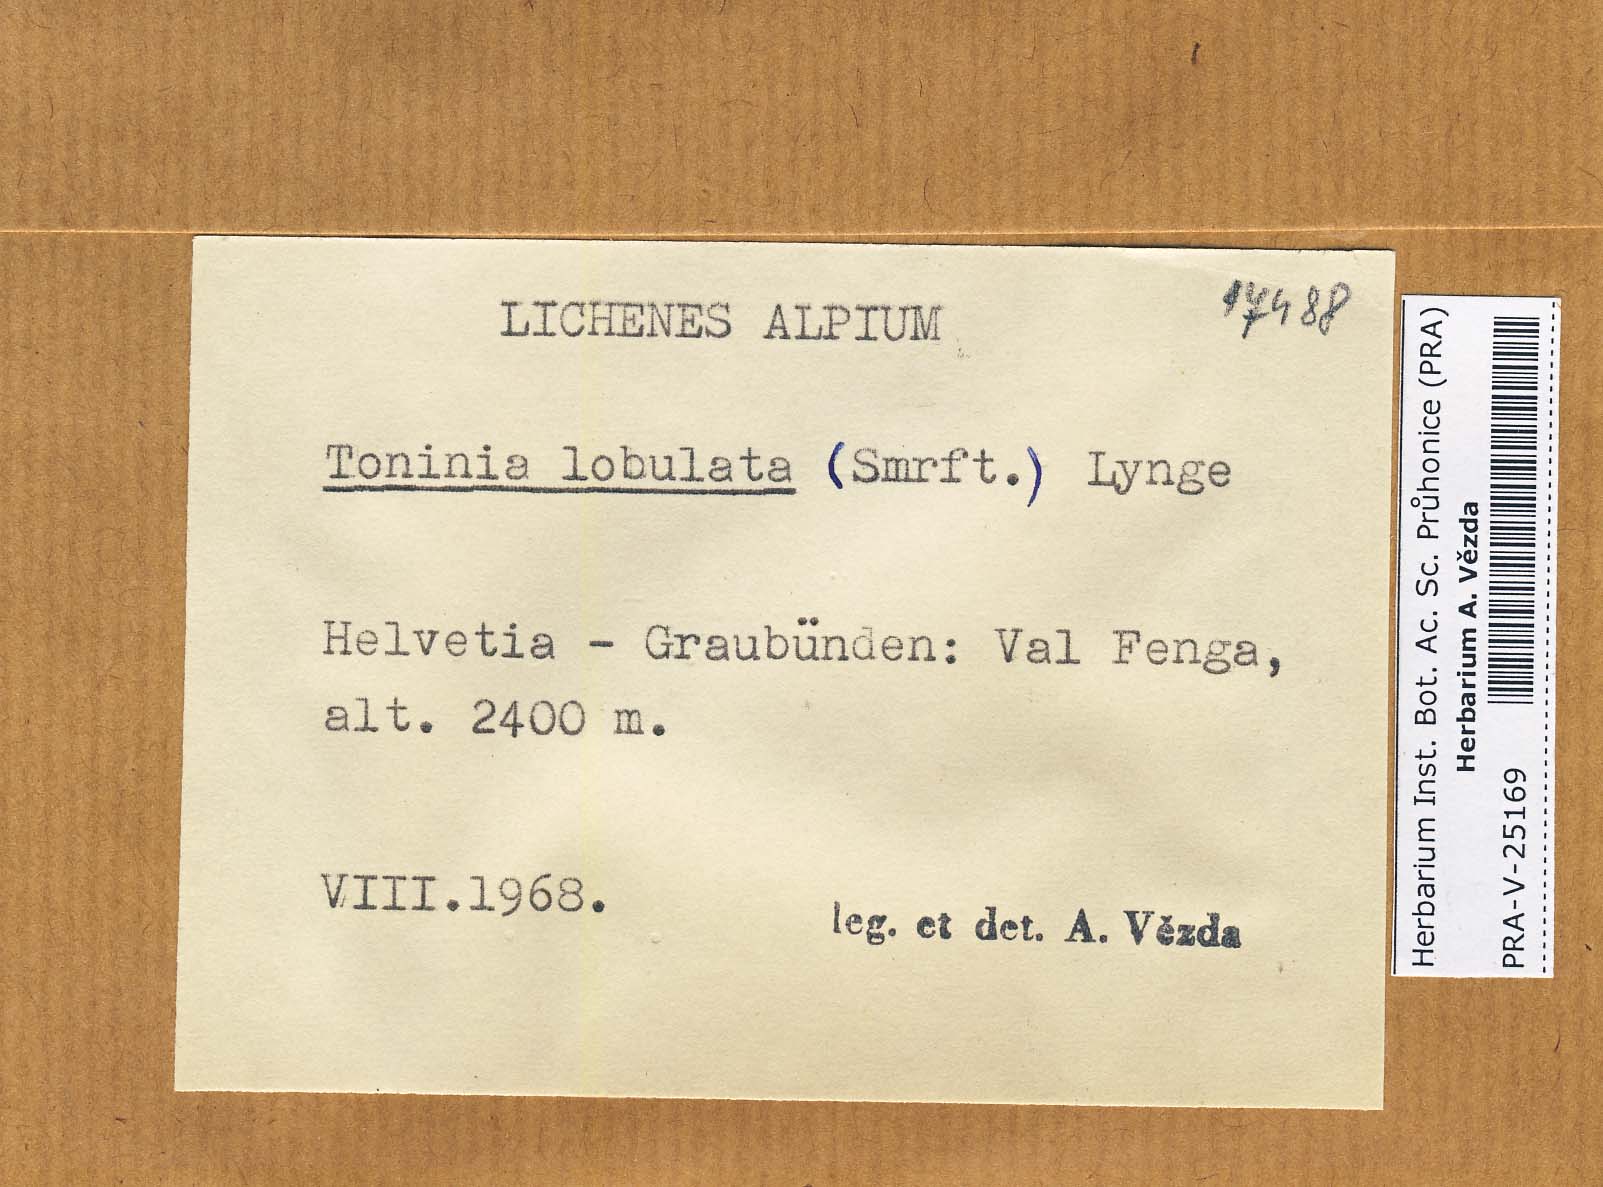 LICHENES ALPIUM
Toninia lobulata (Smrft.) Lynge
Helvetia - Graubünden: Val Fenga,
alt. 2400 m.
VIII.1968.
leg. et det. A. Vězda
Herbarium Inst. Bot. Ac. Sc. Průhonice (PRA)
Herbarium A. Vězda
PRA-V-25169